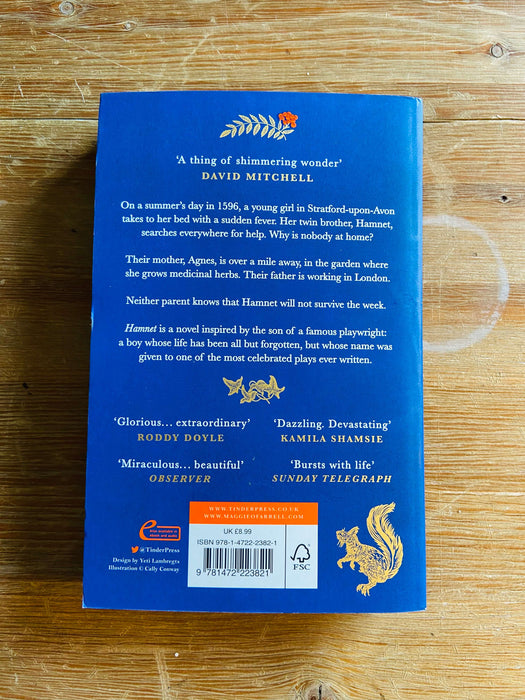 ‘A thing of shimmering wonder’
DAVID MITCHELL
On a summer’s day in 1596, a young girl in Stratford-upon-Avon
takes to her bed with a sudden fever. Her twin brother, Hamnet,
searches everywhere for help. Why is nobody at home?
Their mother, Agnes, is over a mile away, in the garden where
she grows medicinal herbs. Their father is working in London.
Neither parent knows that Hamnet will not survive the week.
Hamnet is a novel inspired by the son of a famous playwright:
a boy whose life has been all but forgotten, but whose name was
given to one of the most celebrated plays ever written.
‘Glorious... extraordinary’
RODDY DOYLE
‘Dazzling. Devastating’
KAMILA SHAMSIE
‘Miraculous... beautiful’
OBSERVER
‘Bursts with life’
SUNDAY TELEGRAPH
e
Also available in
ebook and audio
@TinderPress
Design by Yeti Lambregts
Illustration © Cally Conway
WWW.TINDERPRESS.CO.UK
WWW.MAGGIEOFARRELL.COM
UK £8.99
ISBN 978-1-4722-2382-1
9 781472 223821
FSC